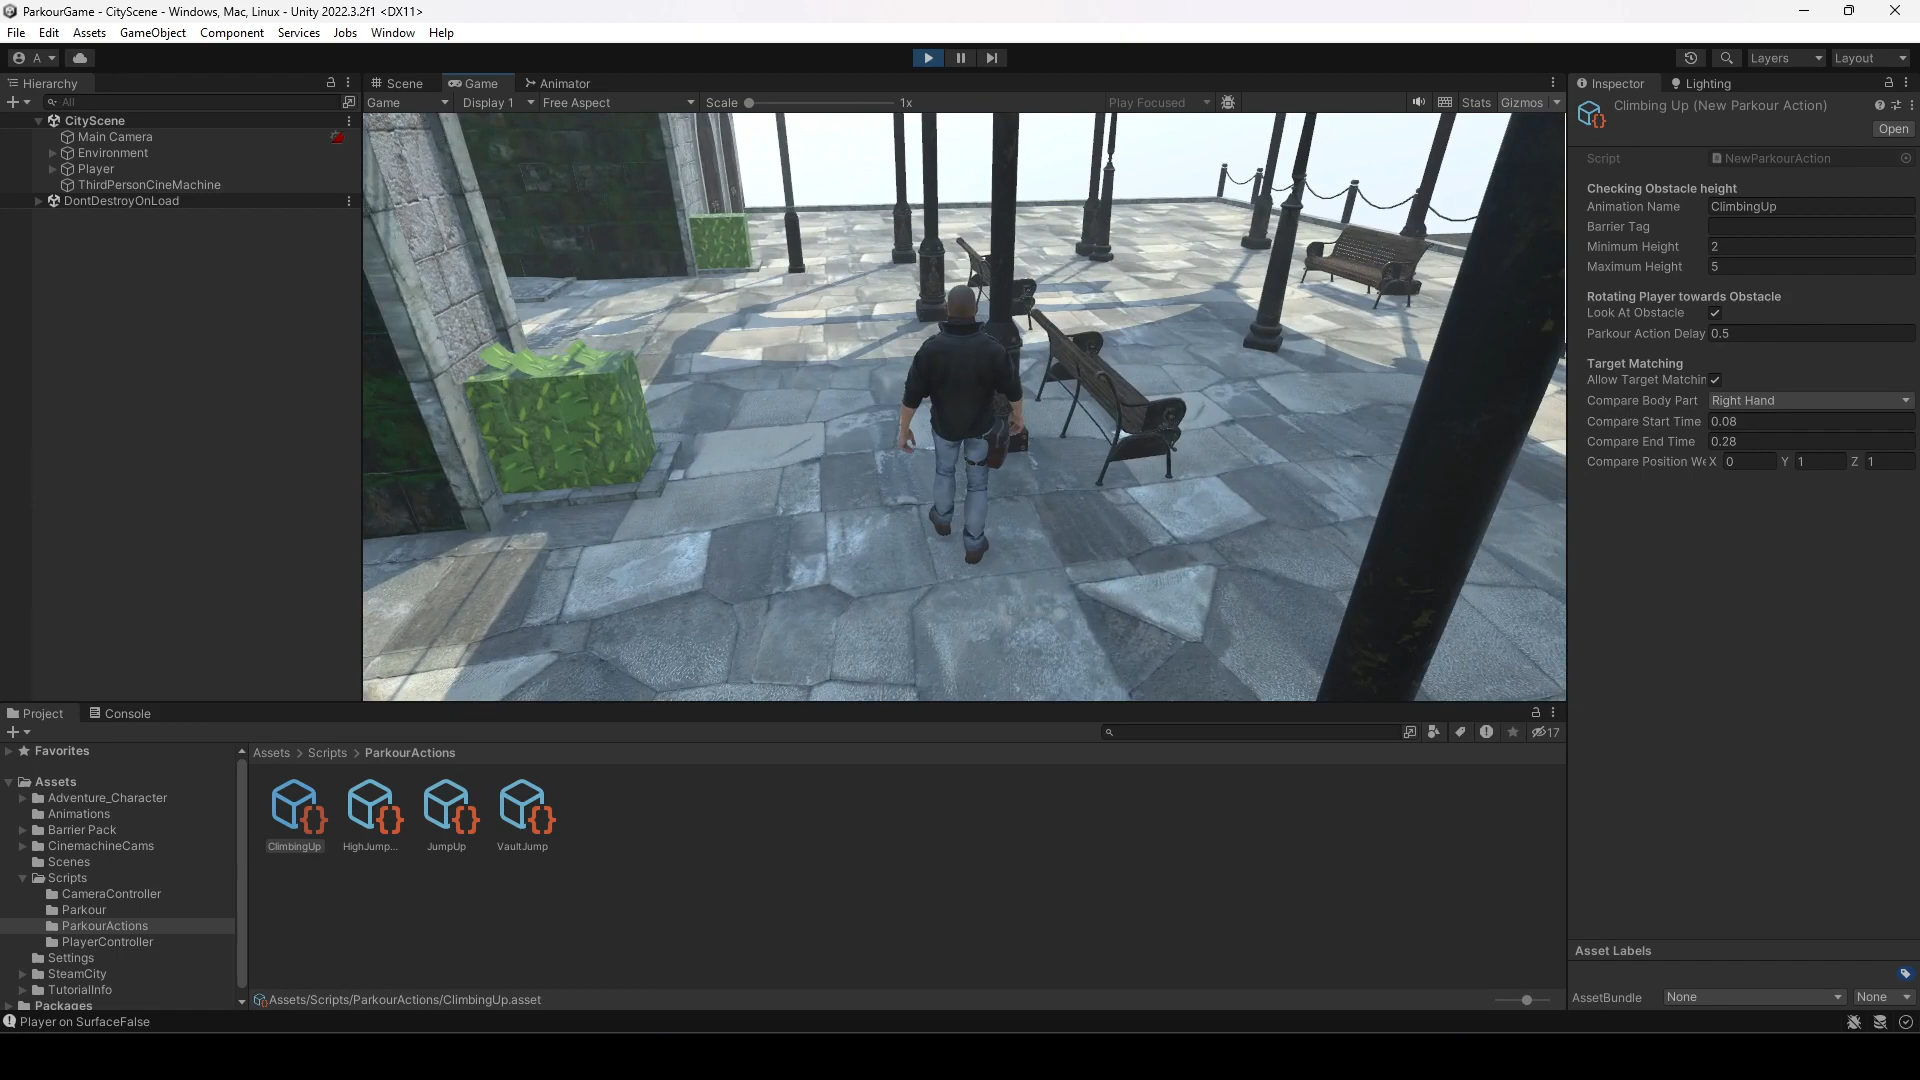 ParkourGame - CityScene - Windows, Mac, Linux - Unity 2022.3.2f1 <DX11>
File Edit Assets GameObject Component Services Jobs Window Help
A
Layers Layout
Hierarchy
All
CityScene
Main Camera
Environment
Player
ThirdPersonCineMachine
DontDestroyOnLoad
Scene Game Animator
Game Display 1 Free Aspect Scale 1x Play Focused Stats Gizmos
Inspector Lighting
Climbing Up (New Parkour Action)
Open
Script NewParkourAction
Checking Obstacle height
Animation Name ClimbingUp
Barrier Tag
Minimum Height 2
Maximum Height 5
Rotating Player towards Obstacle
Look At Obstacle
Parkour Action Delay 0.5
Target Matching
Allow Target Matchin
Compare Body Part Right Hand
Compare Start Time 0.08
Compare End Time 0.28
Compare Position We X 0 Y 1 Z 1
Asset Labels
AssetBundle None None
Project Console
17
Favorites
Assets
Adventure_Character
Animations
Barrier Pack
CinemachineCams
Scenes
Scripts
CameraController
Parkour
ParkourActions
PlayerController
Settings
SteamCity
TutorialInfo
Packages
Assets > Scripts > ParkourActions
ClimbingUp HighJump... JumpUp VaultJump
Assets/Scripts/ParkourActions/ClimbingUp.asset
Player on SurfaceFalse